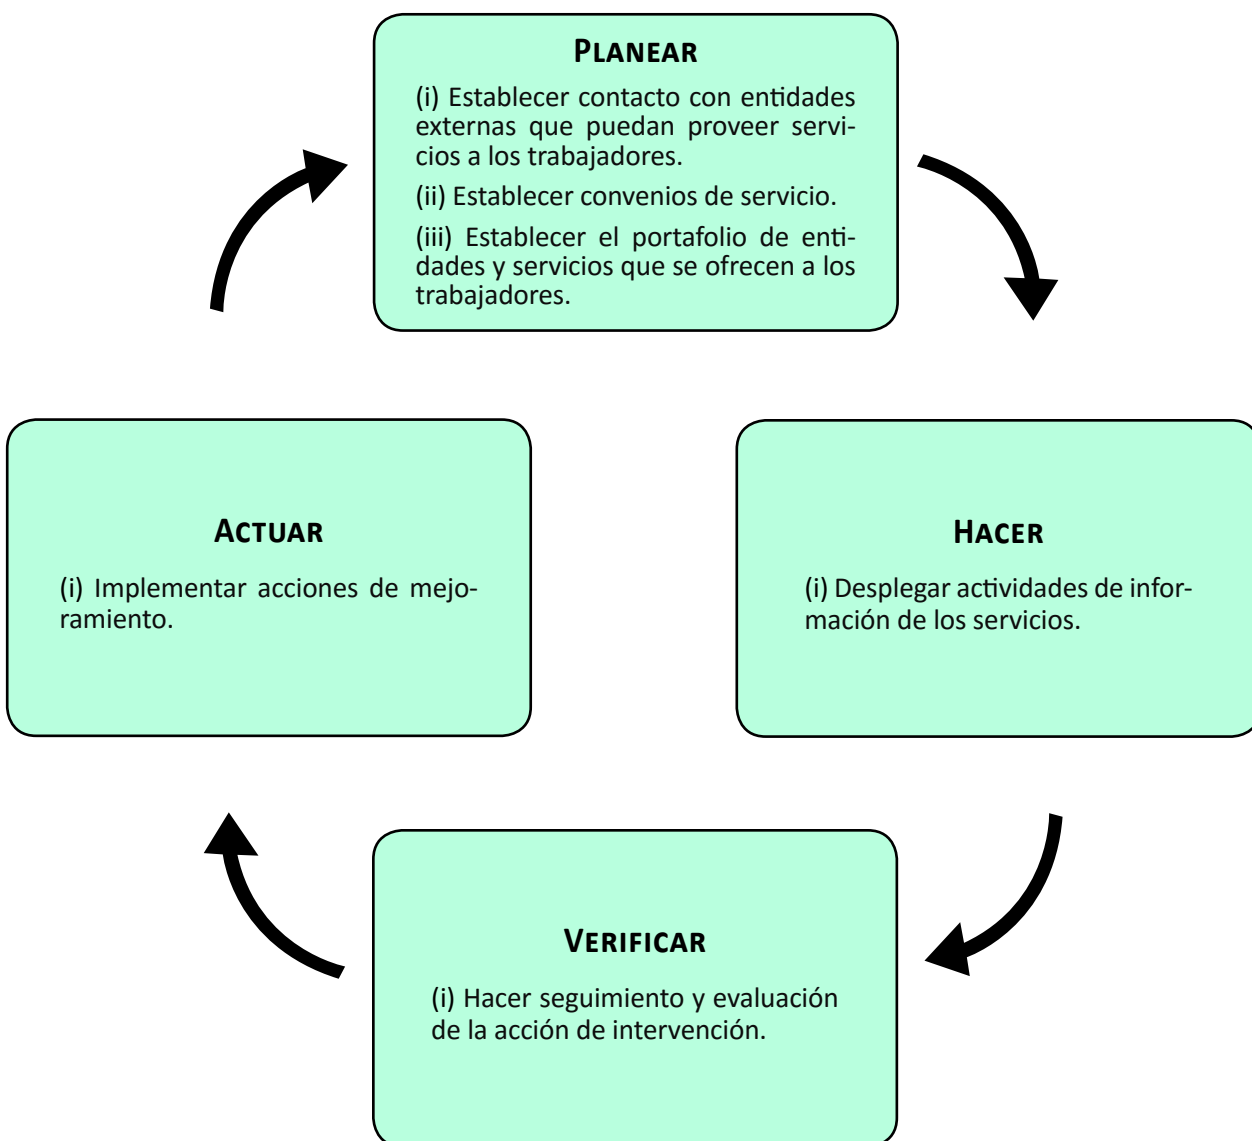 PLANEAR
(i) Establecer contacto con entidades
externas que puedan proveer servi-
cios a los trabajadores.
(ii) Establecer convenios de servicio.
(iii) Establecer el portafolio de enti-
dades y servicios que se ofrecen a los
trabajadores.
ACTUAR
(i) Implementar acciones de mejo-
ramiento.
HACER
(i) Desplegar actividades de infor-
mación de los servicios.
VERIFICAR
(i) Hacer seguimiento y evaluación
de la acción de intervención.